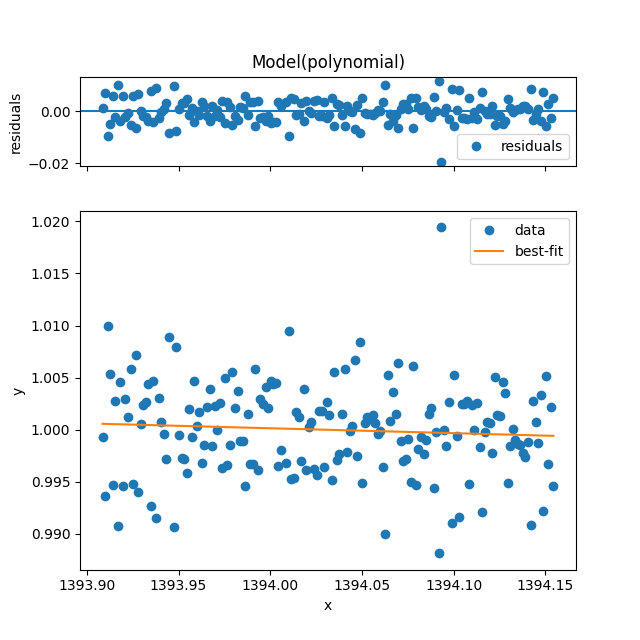 Model(polynomial)
residuals
0.00
−0.02
residuals
y
1.020
1.015
1.010
1.005
1.000
0.995
0.990
data
best-fit
1393.90 1393.95 1394.00 1394.05 1394.10 1394.15
x